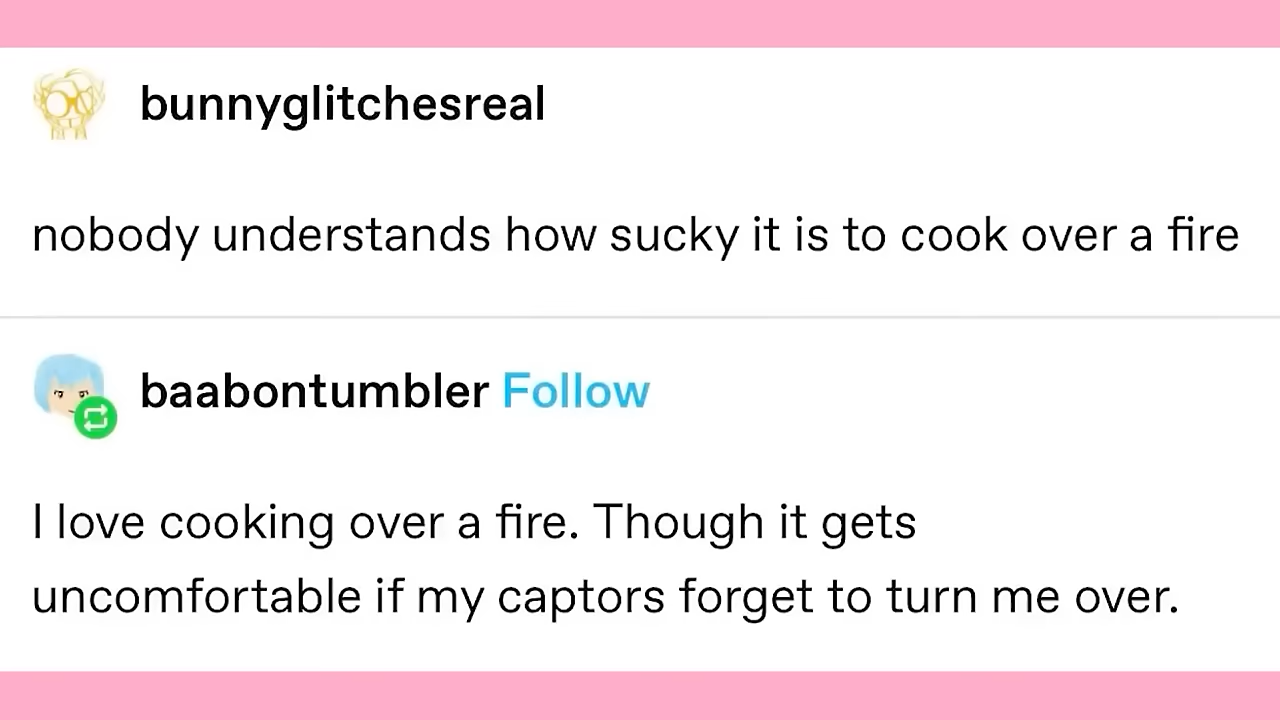 bunnyglitchesreal
nobody understands how sucky it is to cook over a fire
baabontumbler Follow
I love cooking over a fire. Though it gets
uncomfortable if my captors forget to turn me over.